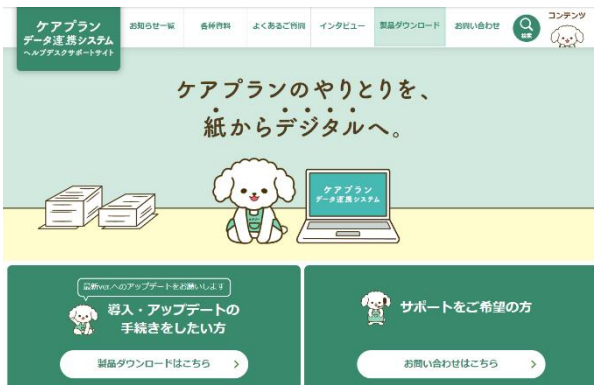 ケアプラン
データ連携システム
ヘルプデスクサポートサイト
お知らせ一覧
各種資料
よくあるご質問
インタビュー
製品ダウンロード
お問い合わせ
検索
コンテンツ
ケアプランのやりとりを、
紙からデジタルへ。
ケアプラン
データ連携システム
最新ver.へのアップデートをお願いします
導入・アップデートの
手続きをしたい方
サポートをご希望の方
製品ダウンロードはこちら
お問い合わせはこちら